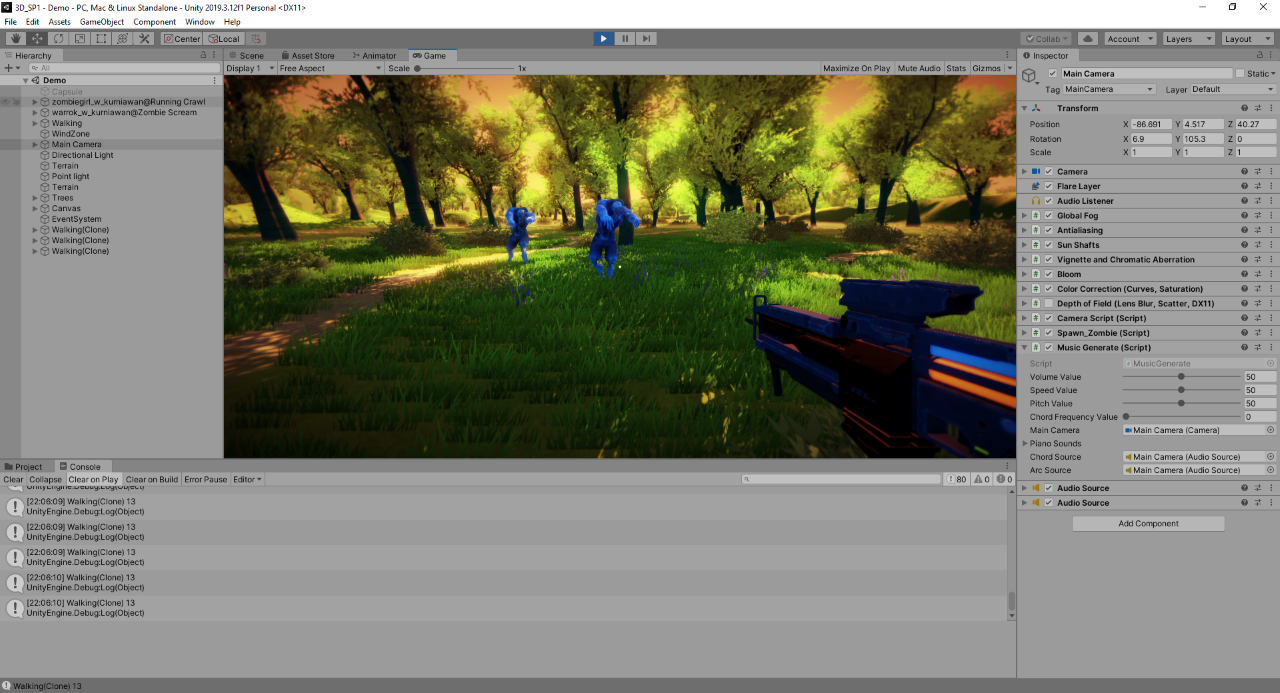 3D_SP1 - Demo - PC, Mac & Linux Standalone - Unity 2019.3.12f1 Personal <DX11>
File Edit Assets GameObject Component Window Help
Center Local Collab Account Layers Layout
Hierarchy
All
Demo
Capsule
zombiegirl_w_kurniawan@Running Crawl
warrok_w_kurniawan@Zombie Scream
Walking
WindZone
Main Camera
Directional Light
Terrain
Point light
Terrain
Trees
Canvas
EventSystem
Walking(Clone)
Walking(Clone)
Walking(Clone)
Scene Asset Store Animator Game
Display 1 Free Aspect Scale 1x Maximize On Play Mute Audio Stats Gizmos
Inspector
Main Camera Static
Tag MainCamera Layer Default
Transform
Position X -86.691 Y 4.517 Z 40.27
Rotation X 6.9 Y 105.3 Z 0
Scale X 1 Y 1 Z 1
Camera
Flare Layer
Audio Listener
Global Fog
Antialiasing
Sun Shafts
Vignette and Chromatic Aberration
Bloom
Color Correction (Curves, Saturation)
Depth of Field (Lens Blur, Scatter, DX11)
Camera Script (Script)
Spawn_Zombie (Script)
Music Generate (Script)
Script MusicGenerate
Volume Value 50
Speed Value 50
Pitch Value 50
Chord Frequency Value 0
Main Camera Main Camera (Camera)
Piano Sounds
Chord Source Main Camera (Audio Source)
Arc Source Main Camera (Audio Source)
Audio Source
Audio Source
Add Component
Project Console
Clear Collapse Clear on Play Clear on Build Error Pause Editor 80 0 0
UnityEngine.Debug:Log(Object)
[22:06:09] Walking(Clone) 13
UnityEngine.Debug:Log(Object)
[22:06:09] Walking(Clone) 13
UnityEngine.Debug:Log(Object)
[22:06:09] Walking(Clone) 13
UnityEngine.Debug:Log(Object)
[22:06:10] Walking(Clone) 13
UnityEngine.Debug:Log(Object)
[22:06:10] Walking(Clone) 13
UnityEngine.Debug:Log(Object)
Walking(Clone) 13